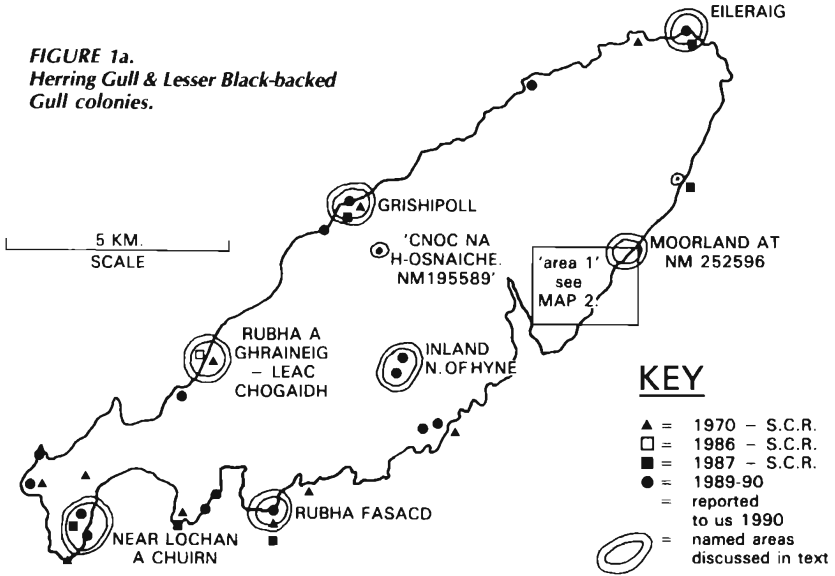 EILERAIG
FIGURE 1a.
Herring Gull & Lesser Black-backed
Gull colonies.
GRISHIPOLL
5 KM.
SCALE
'CNOC NA
H-OSNAICHE.
NM195589'
'area 1'
see
MAP 2.
MOORLAND AT
NM 252596
RUBHA A
GHRAINEIG
– LEAC
CHOGAIDH
INLAND
N. OF HYNE
KEY
▲ = 1970 – S.C.R.
□ = 1986 – S.C.R.
■ = 1987 – S.C.R.
● = 1989-90
= reported
to us 1990
= named areas
discussed in text
RUBHA FASACD
NEAR LOCHAN
A CHUIRN